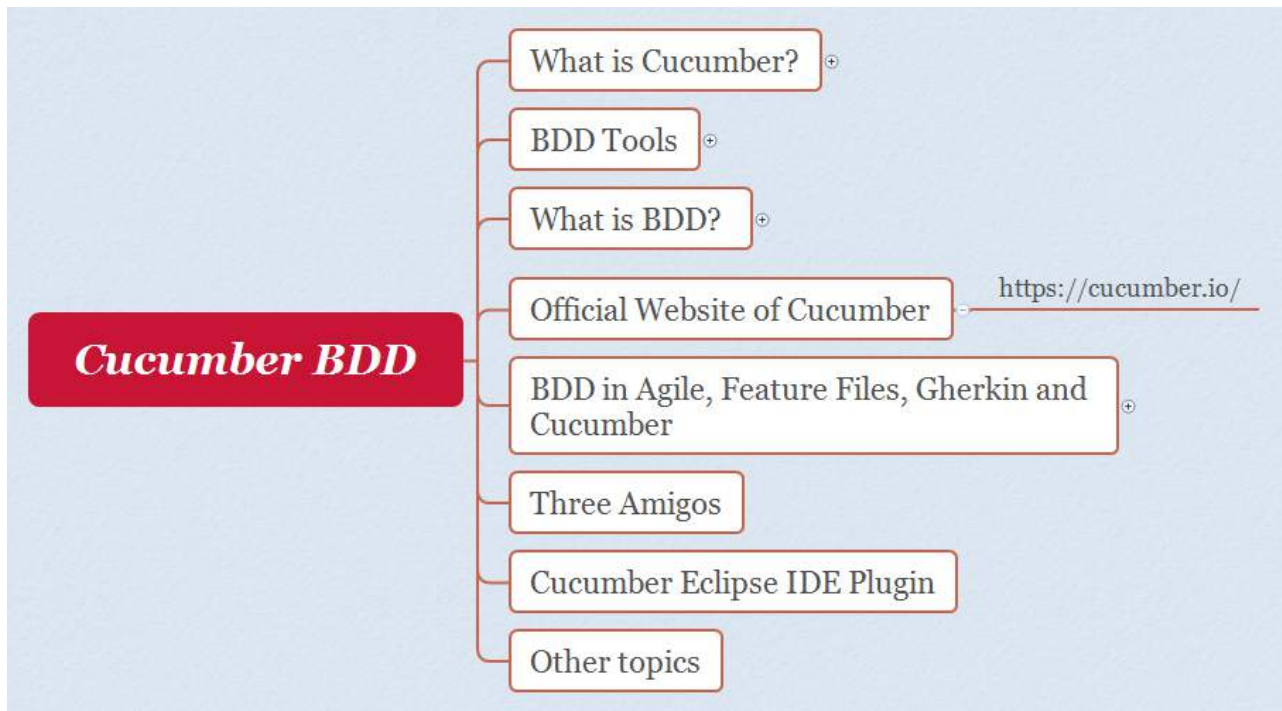 What is Cucumber?
BDD Tools
What is BDD?
https://cucumber.io/
Official Website of Cucumber
Cucumber BDD
BDD in Agile, Feature Files, Gherkin and
Cucumber
Three Amigos
Cucumber Eclipse IDE Plugin
Other topics